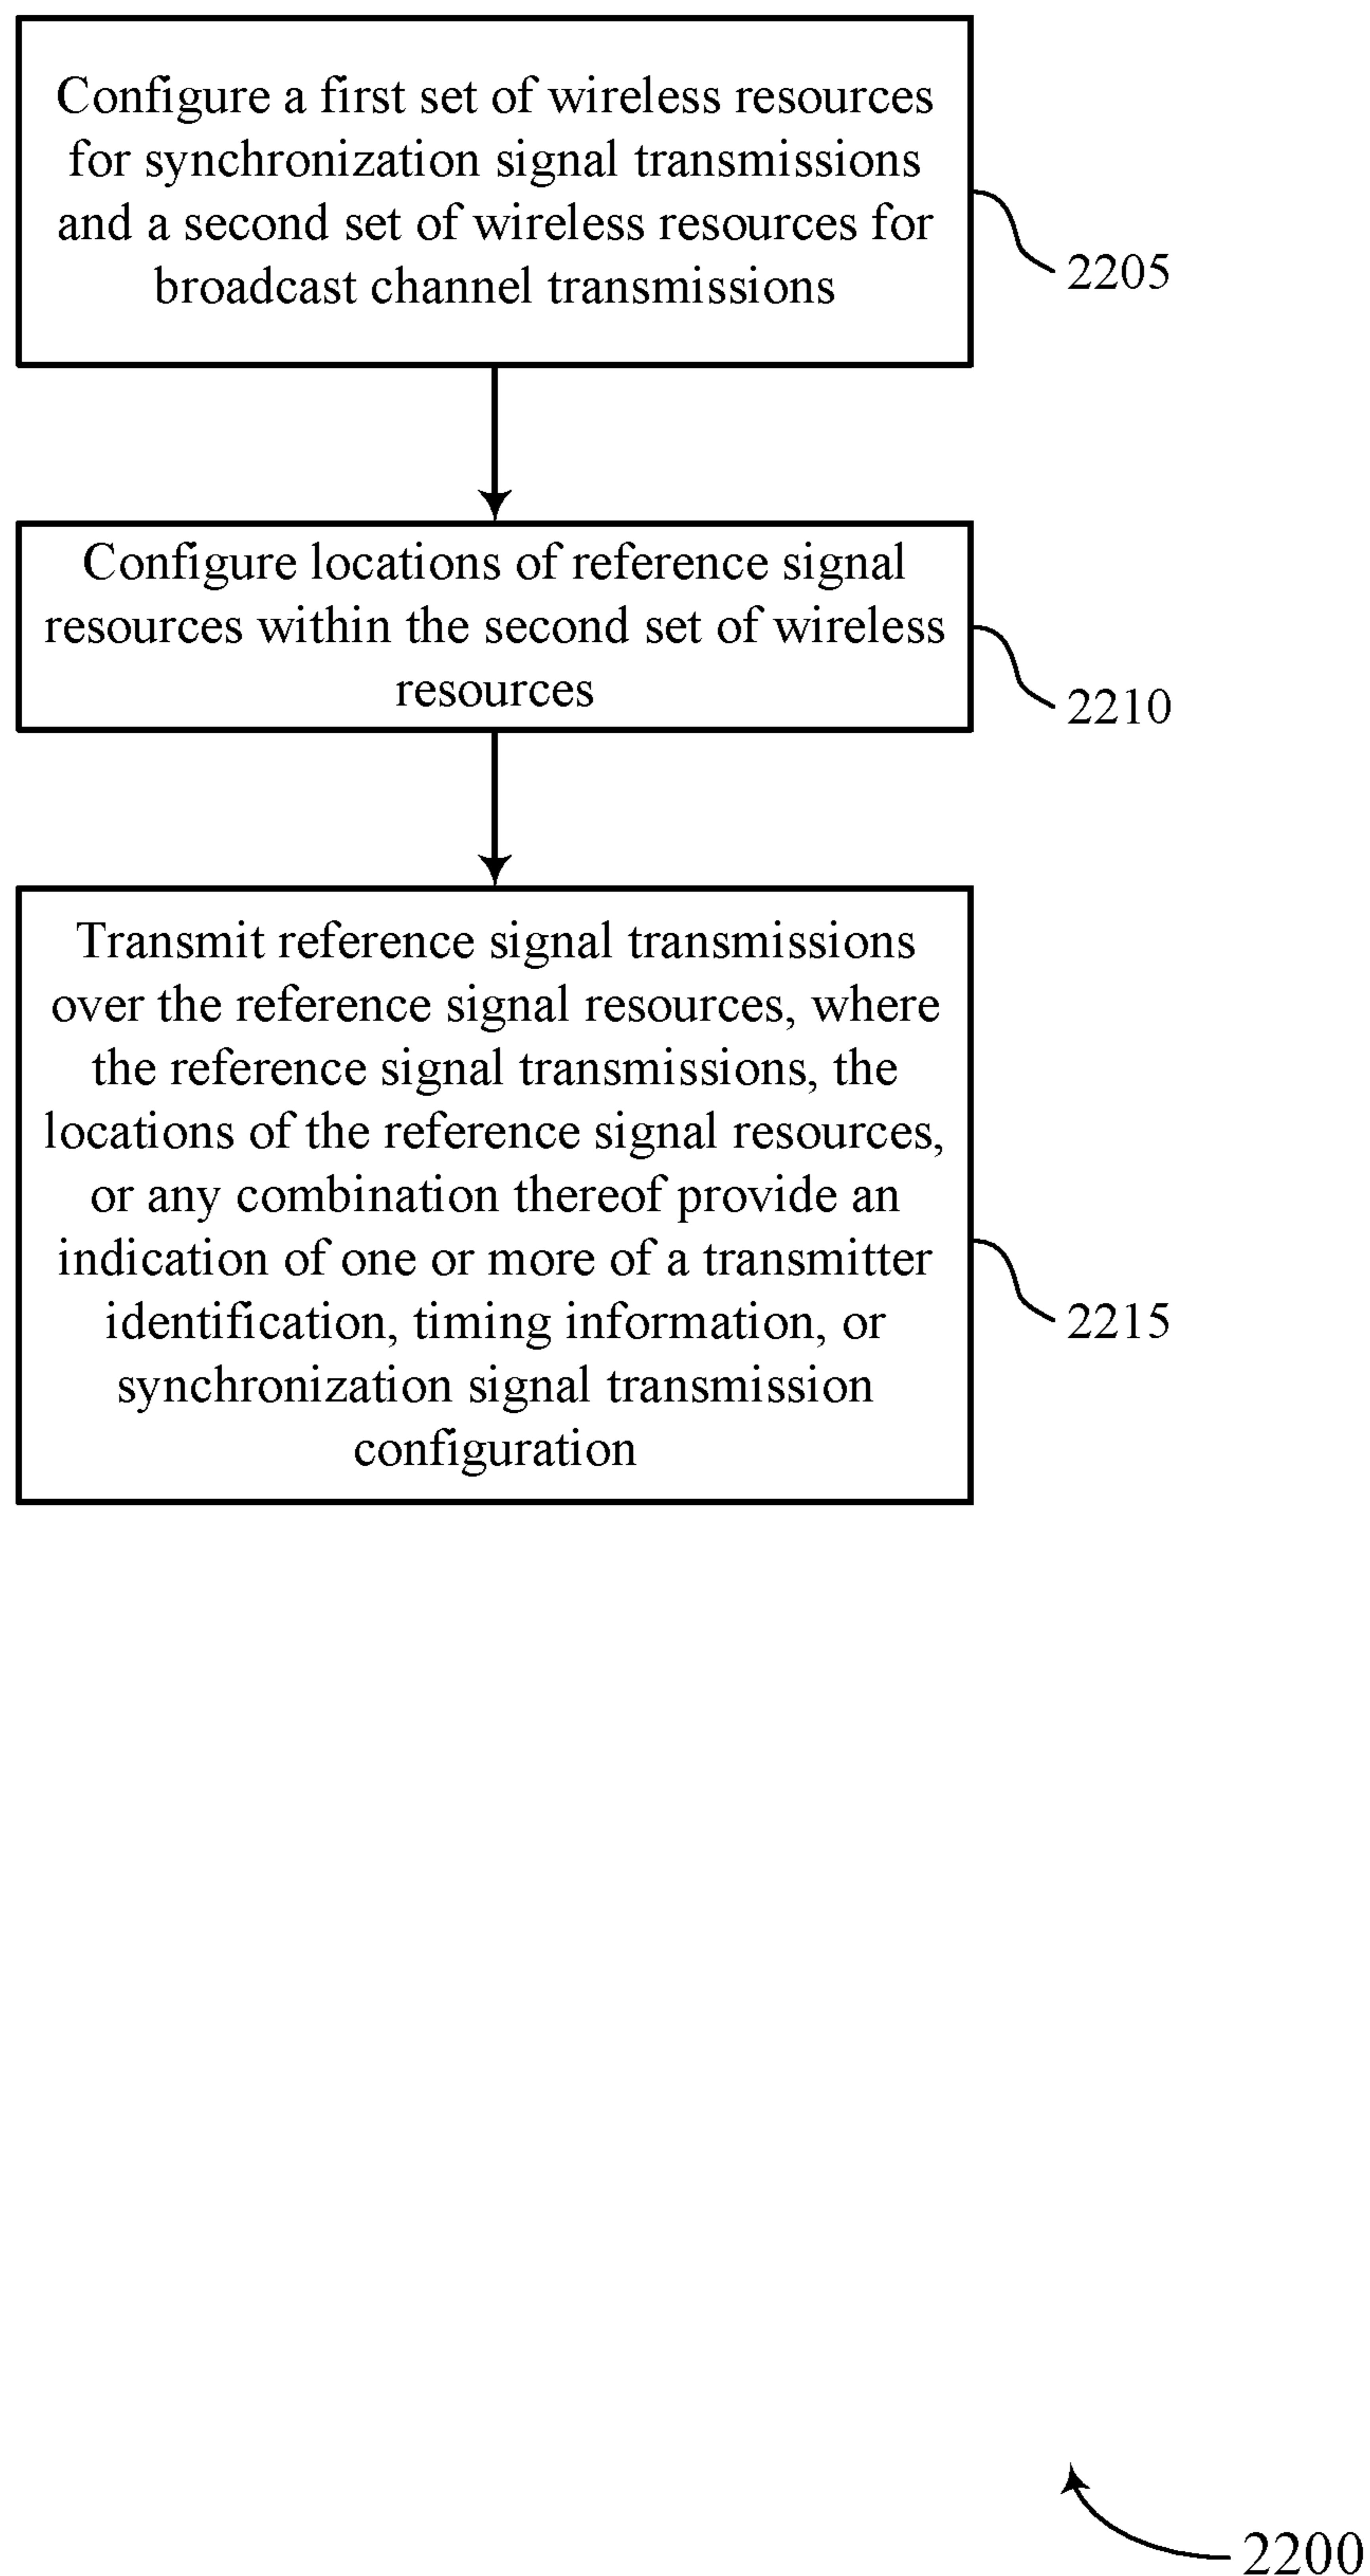 Configure a first set of wireless resources
for synchronization signal transmissions
and a second set of wireless resources for
broadcast channel transmissions
2205
Configure locations of reference signal
resources within the second set of wireless
resources
2210
Transmit reference signal transmissions
over the reference signal resources, where
the reference signal transmissions, the
locations of the reference signal resources,
or any combination thereof provide an
indication of one or more of a transmitter
identification, timing information, or
synchronization signal transmission
configuration
2215
2200